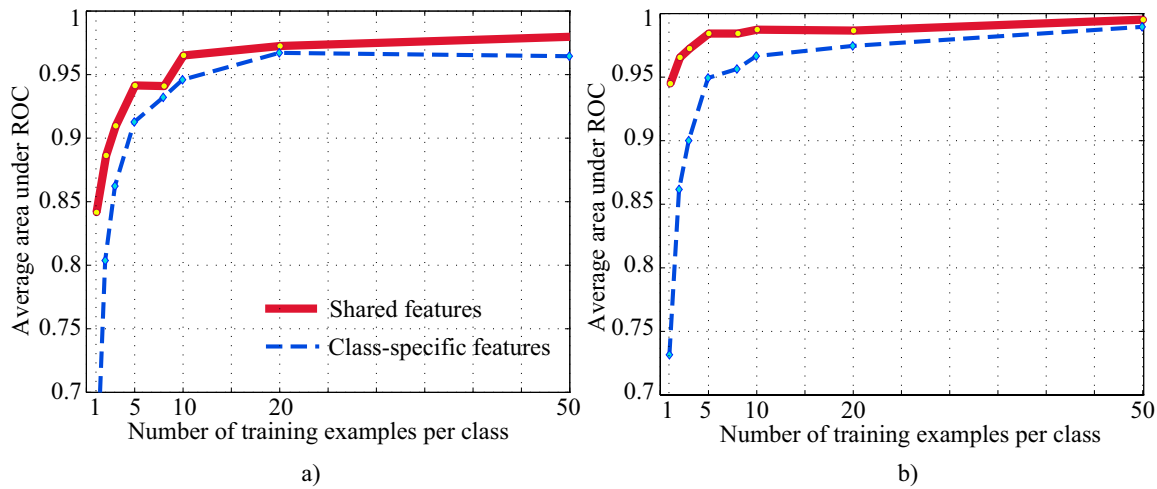 1
0.95
0.9
0.85
0.8
0.75
0.7
Average area under ROC
Shared features
Class-specific features
1 5 10 20 50
Number of training examples per class
a)
1
0.95
0.9
0.85
0.8
0.75
0.7
Average area under ROC
1 5 10 20 50
Number of training examples per class
b)